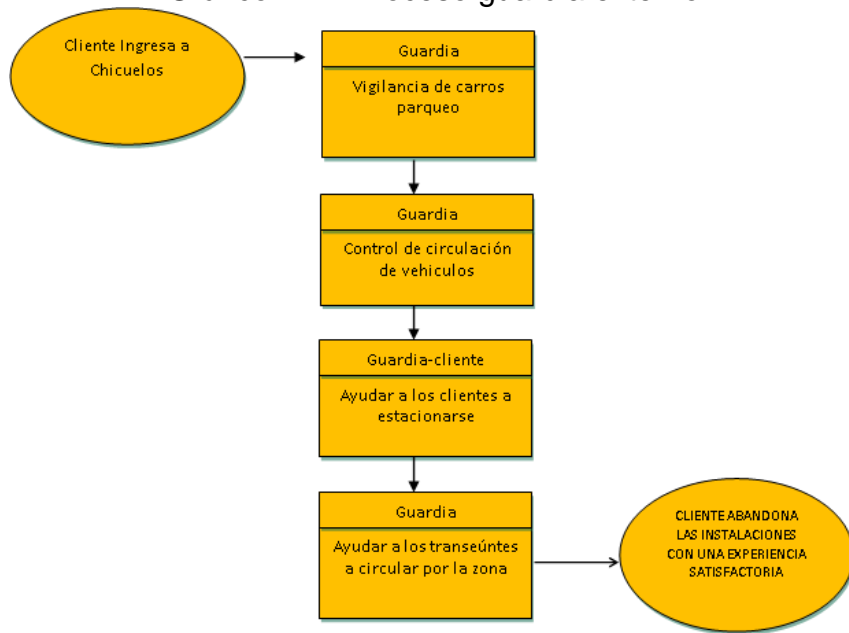 Cliente Ingresa a
Chicuelos
Guardia
Vigilancia de carros
parqueo
Guardia
Control de circulación
de vehiculos
Guardia-cliente
Ayudar a los clientes a
estacionarse
Guardia
Ayudar a los transeúntes
a circular por la zona
CLIENTE ABANDONA
LAS INSTALACIONES
CON UNA EXPERIENCIA
SATISFACTORIA